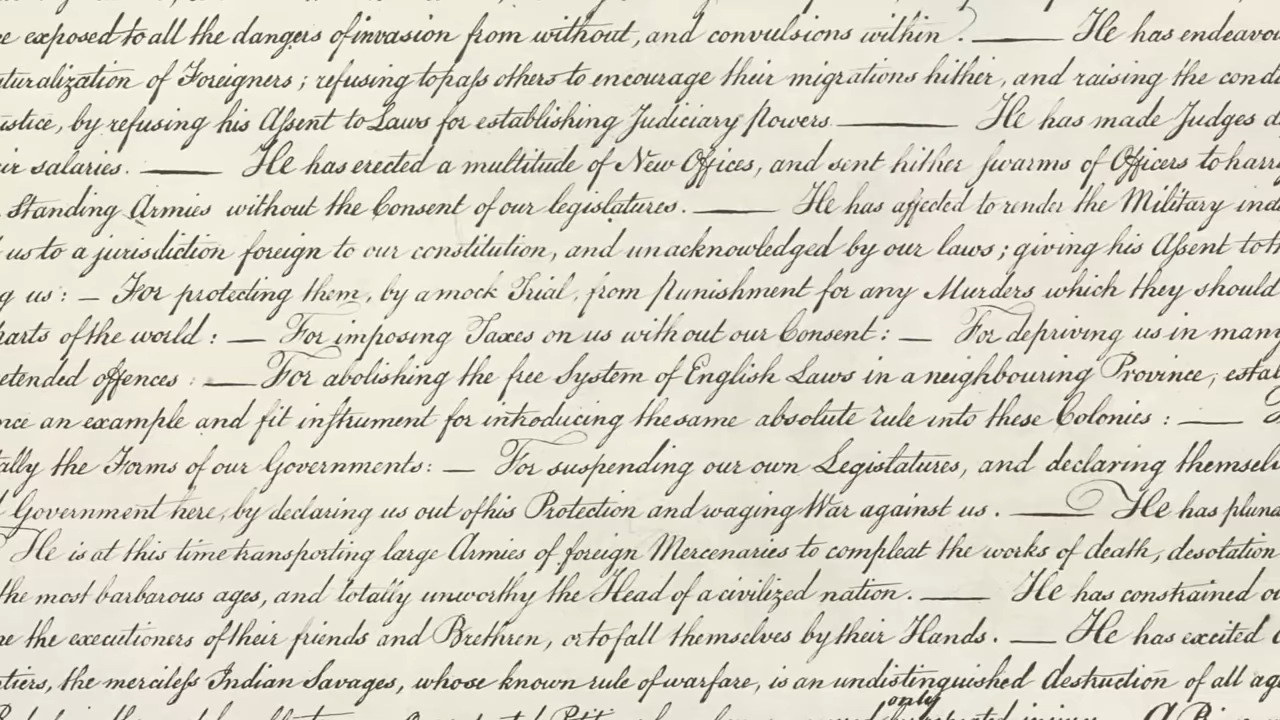 exposed to all the dangers of invasion from without, and convulsions within. — He has endeavou
turalization of Foreigners; refusing to pass others to encourage their migrations hither, and raising the condi
ustice, by refusing his Assent to Laws for establishing Judiciary Powers — He has made Judges d
ir salaries. — He has erected a multitude of New Offices, and sent hither swarms of Officers to harra
Standing Armies without the Consent of our legislatures. — He has affected to render the Military inde
us to a jurisdiction foreign to our constitution, and unacknowledged by our laws; giving his Assent to th
g us: — For protecting them, by a mock Trial, from Punishment for any Murders which they should
parts of the world: — For imposing Taxes on us without our Consent: — For depriving us in many
etended offences: — For abolishing the free System of English Laws in a neighbouring Province, estab
nce an example and fit instrument for introducing the same absolute rule into these Colonies: —
tally the Forms of our Governments: — For suspending our own Legislatures, and declaring themselv
Government here, by declaring us out of his Protection and waging War against us. — He has plund
He is at this time transporting large Armies of foreign Mercenaries to compleat the works of death, desolation
the most barbarous ages, and totally unworthy the Head of a civilized nation. — He has constrained ou
me the executioners of their friends and Brethren, or to fall themselves by their Hands. — He has excited d
ntiers, the merciless Indian Savages, whose known rule of warfare, is an undistinguished destruction of all age
only